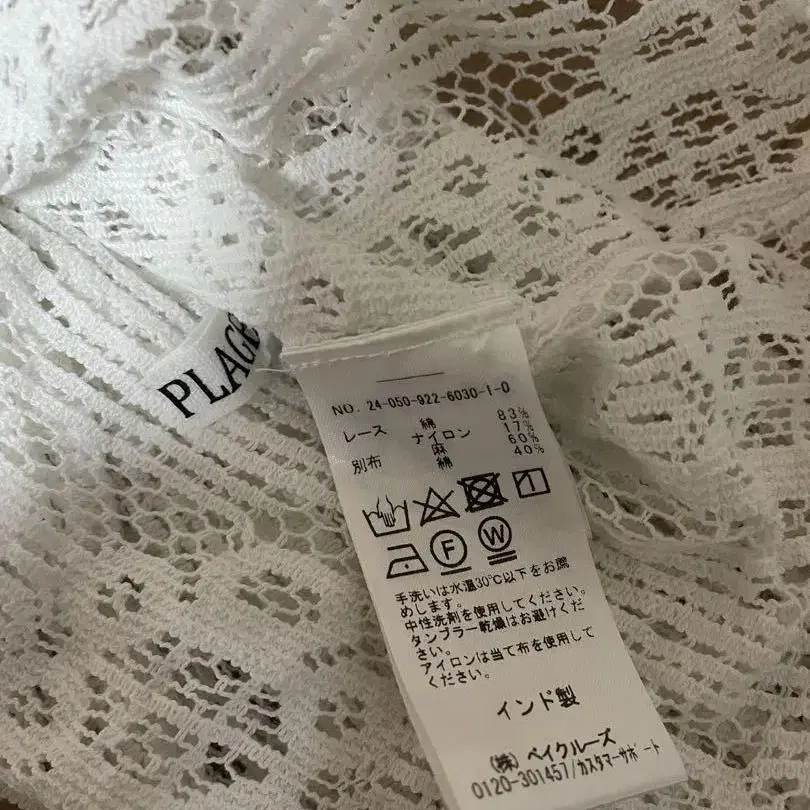 PLAGE
NO. 24-050-922-6030-1-0
レース 綿 83%
ナイロン 17%
別布 麻 60%
綿 40%
F W
手洗いは水温30℃以下をお薦
めします。
中性洗剤を使用してください。
タンブラー乾燥はお避けくだ
さい。
アイロンは当て布を使用して
ください。
インド製
(株) ベイクルーズ
0120-301457/カスタマーサポート